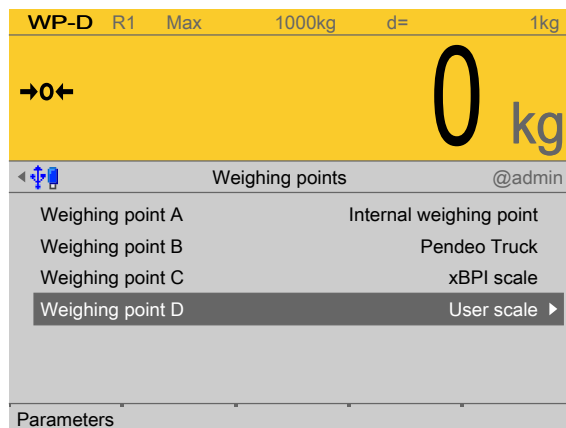 WP-D R1 Max 1000kg d= 1kg
→0← 0 kg
Weighing points @admin
Weighing point A Internal weighing point
Weighing point B Pendeo Truck
Weighing point C xBPI scale
Weighing point D User scale
Parameters